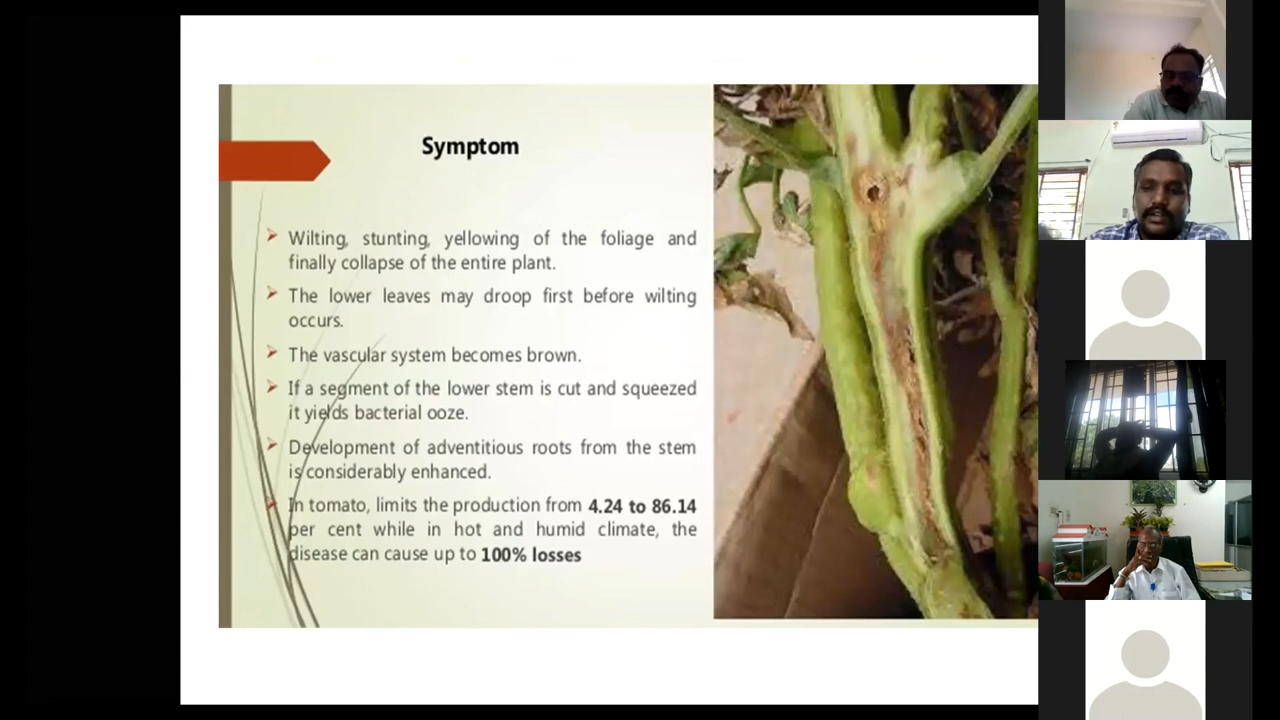 Symptom
Wilting, stunting, yellowing of the foliage and
finally collapse of the entire plant.
The lower leaves may droop first before wilting
occurs.
The vascular system becomes brown.
If a segment of the lower stem is cut and squeezed
it yields bacterial ooze.
Development of adventitious roots from the stem
is considerably enhanced.
In tomato, limits the production from 4.24 to 86.14
per cent while in hot and humid climate, the
disease can cause up to 100% losses